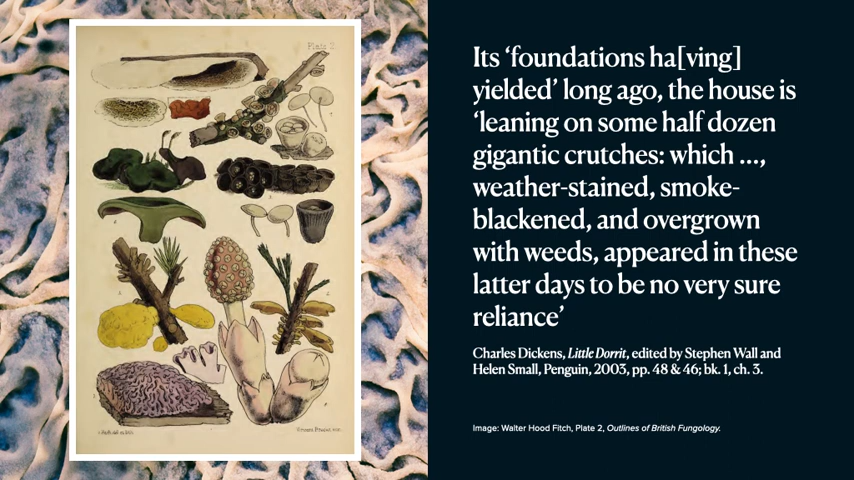 Plate 2.
Its ‘foundations ha[ving]
yielded’ long ago, the house is
‘leaning on some half dozen
gigantic crutches: which ...,
weather-stained, smoke-
blackened, and overgrown
with weeds, appeared in these
latter days to be no very sure
reliance’
Charles Dickens, Little Dorrit, edited by Stephen Wall and
Helen Small, Penguin, 2003, pp. 48 & 46; bk. 1, ch. 3.
Image: Walter Hood Fitch, Plate 2, Outlines of British Fungology.